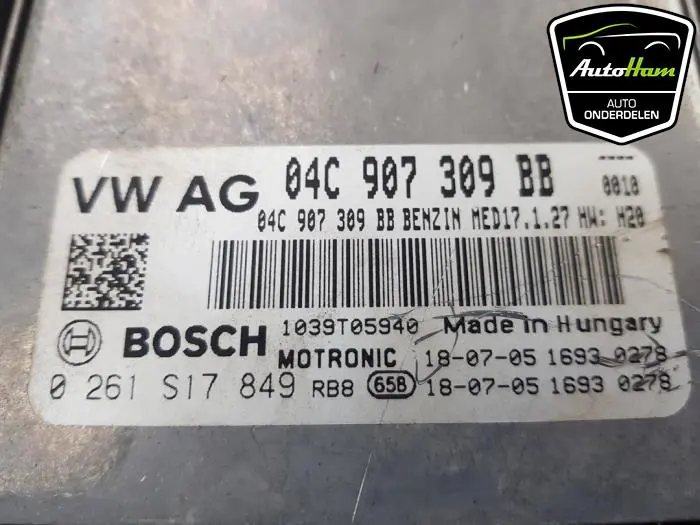 AutoHam
AUTO
ONDERDELEN
VW AG 04C 907 309 BB ----
0010
04C 907 309 BB BENZIN MED17.1.27 HW: H20
BOSCH 1039T05940 Made in Hungary
MOTRONIC 18-07-05 1693 0278
0 261 S17 849 RB8 65B 18-07-05 1693 0278